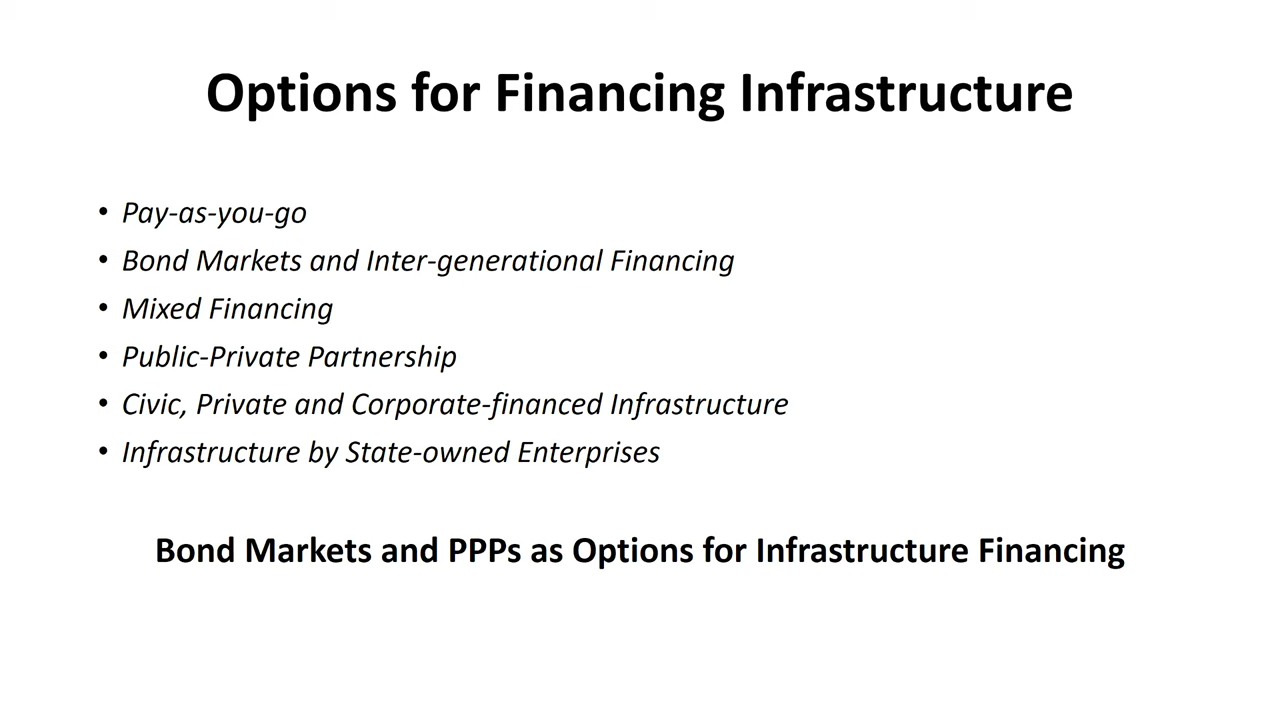 Options for Financing Infrastructure
• Pay-as-you-go
• Bond Markets and Inter-generational Financing
• Mixed Financing
• Public-Private Partnership
• Civic, Private and Corporate-financed Infrastructure
• Infrastructure by State-owned Enterprises
Bond Markets and PPPs as Options for Infrastructure Financing